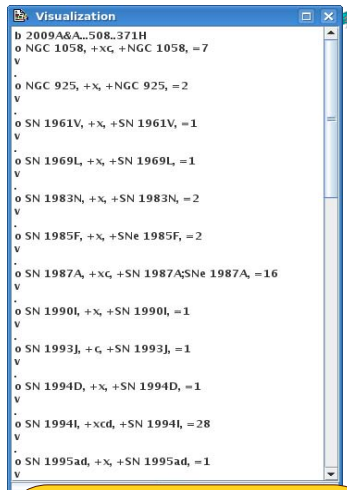 Visualization
b 2009A&A...508..371H
o NGC 1058, +xc, +NGC 1058, =7
v
.
o NGC 925, +x, +NGC 925, =2
v
.
o SN 1961V, +x, +SN 1961V, =1
v
.
o SN 1969L, +x, +SN 1969L, =1
v
.
o SN 1983N, +x, +SN 1983N, =2
v
.
o SN 1985F, +x, +SNe 1985F, =2
v
.
o SN 1987A, +xc, +SN 1987A;SNe 1987A, =16
v
.
o SN 1990I, +x, +SN 1990I, =1
v
.
o SN 1993J, +c, +SN 1993J, =1
v
.
o SN 1994D, +x, +SN 1994D, =1
v
.
o SN 1994I, +xcd, +SN 1994I, =28
v
.
o SN 1995ad, +x, +SN 1995ad, =1
v